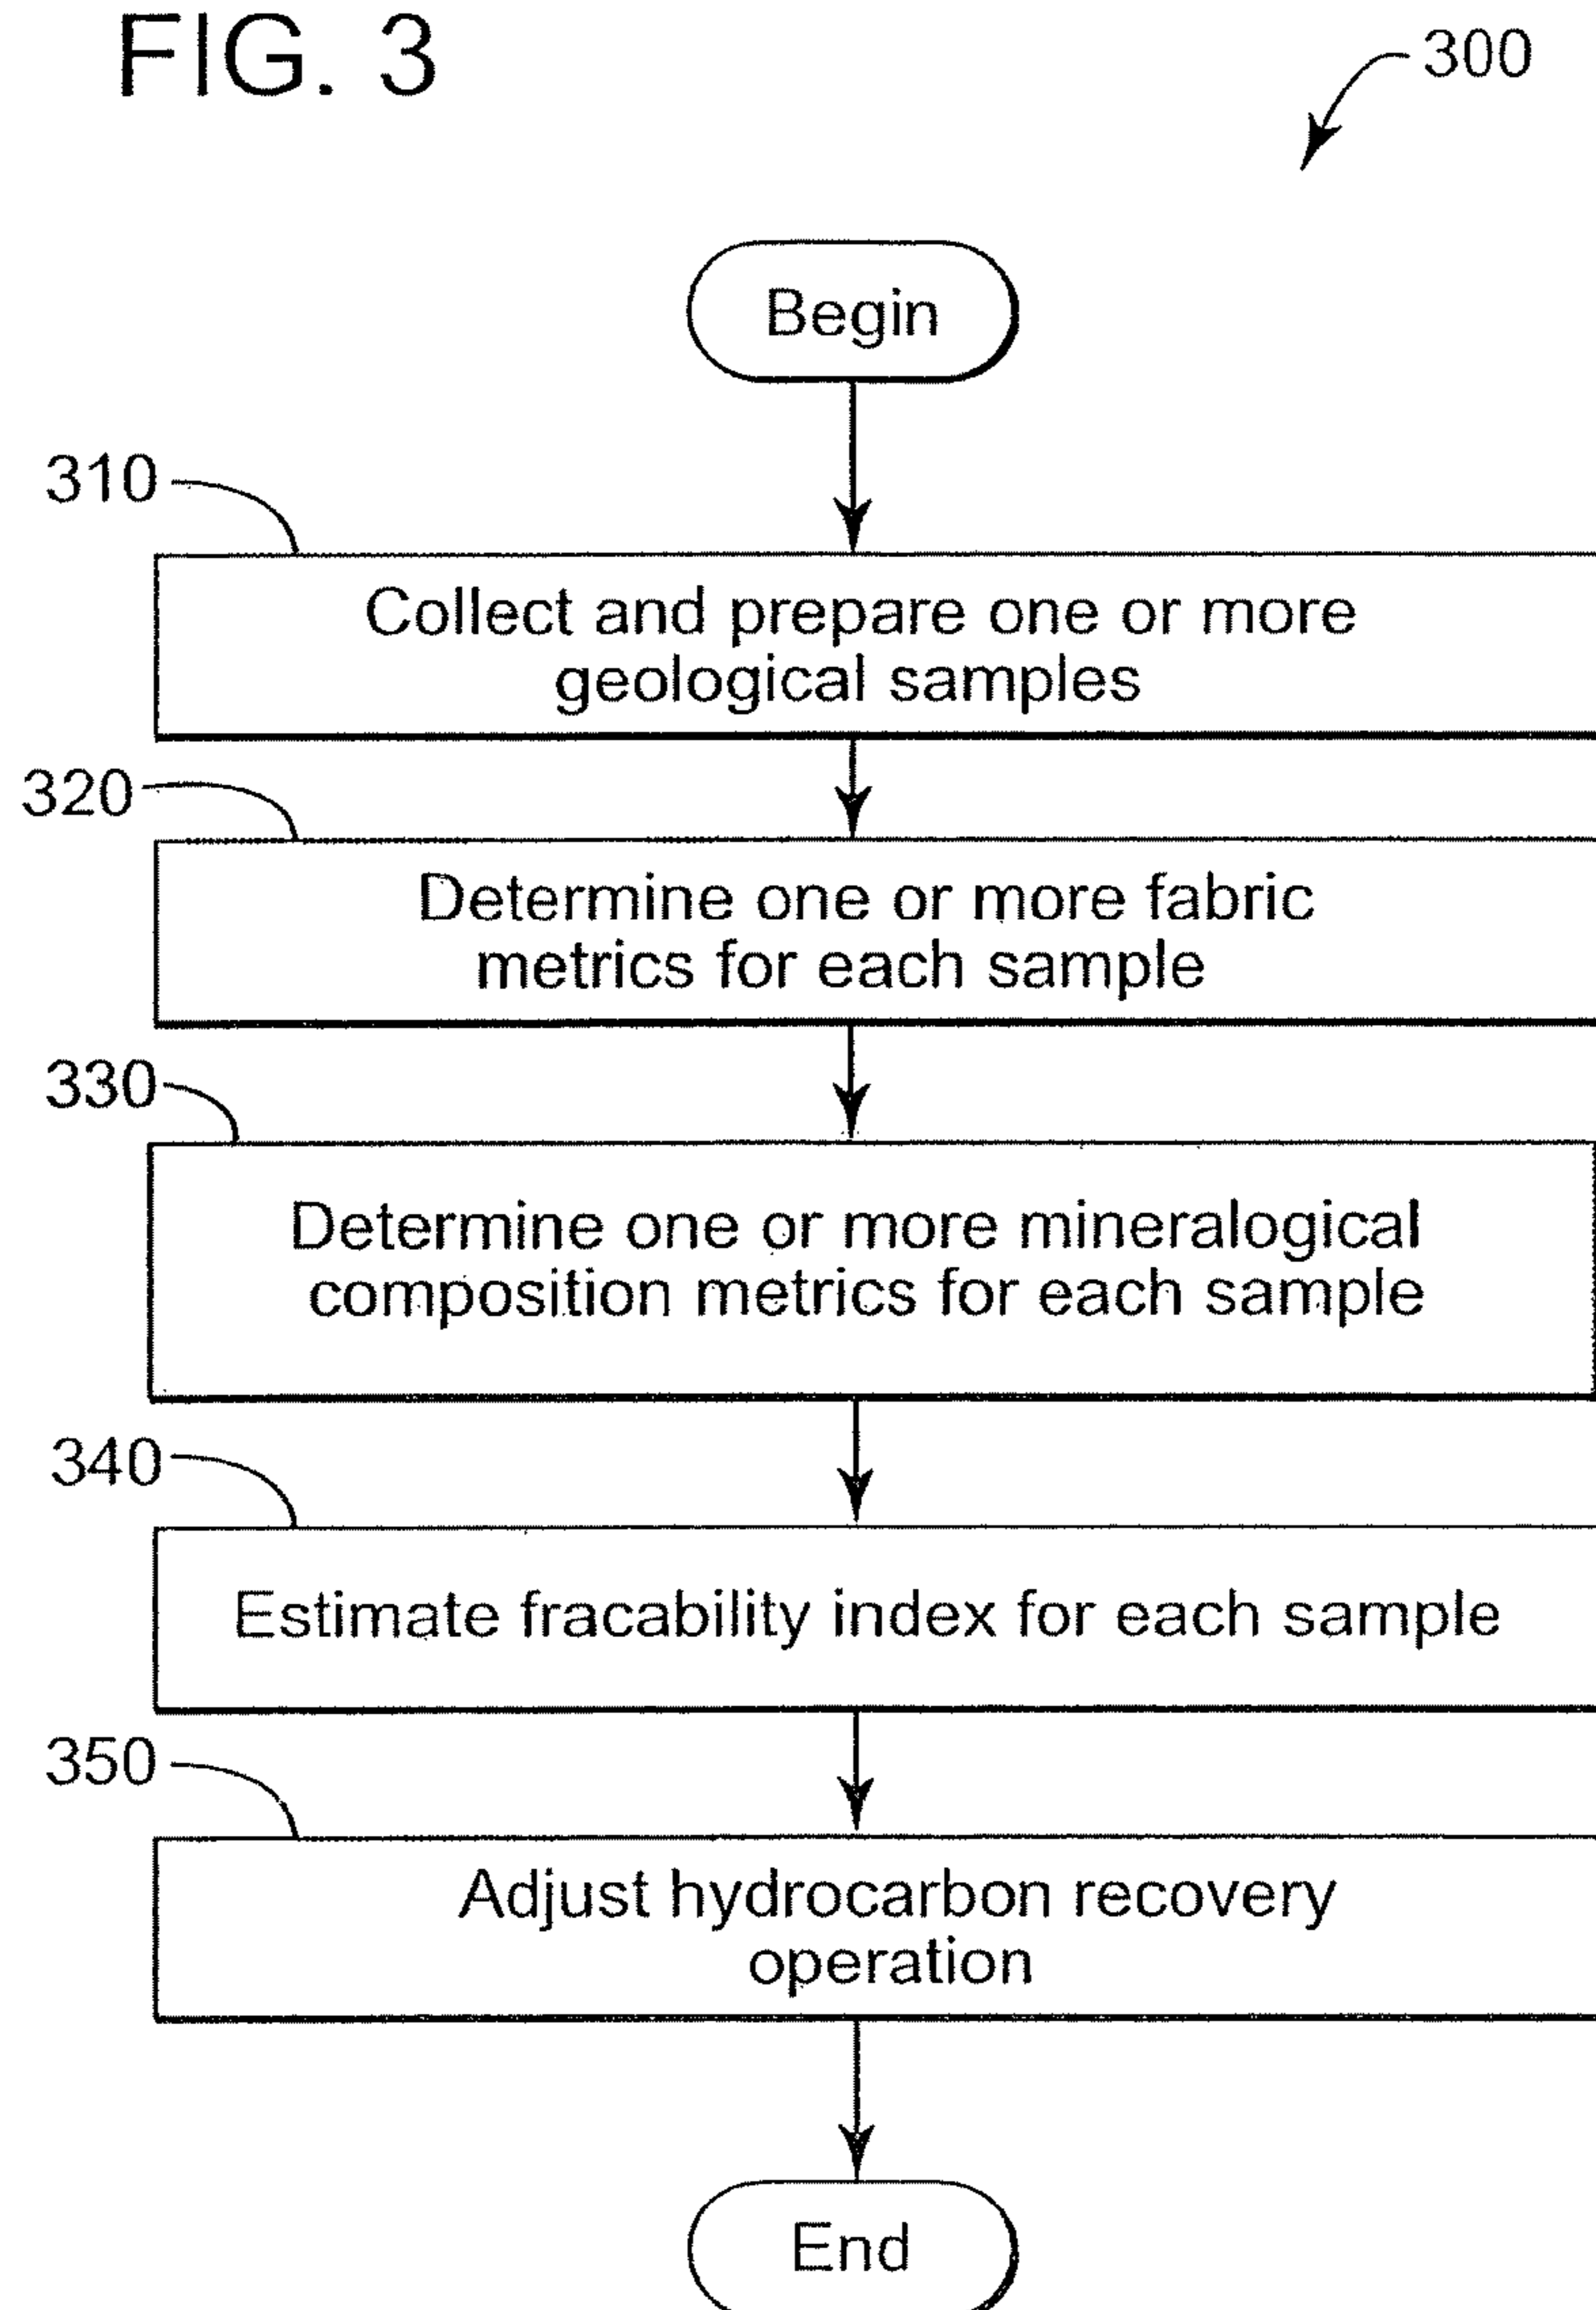 FIG. 3
300
Begin
310
Collect and prepare one or more
geological samples
320
Determine one or more fabric
metrics for each sample
330
Determine one or more mineralogical
composition metrics for each sample
340
Estimate fracability index for each sample
350
Adjust hydrocarbon recovery
operation
End